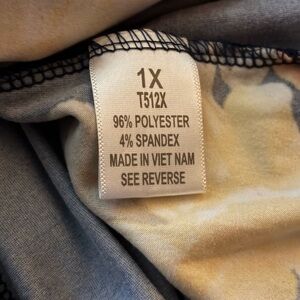 1X
T512X
96% POLYESTER
4% SPANDEX
MADE IN VIET NAM
SEE REVERSE